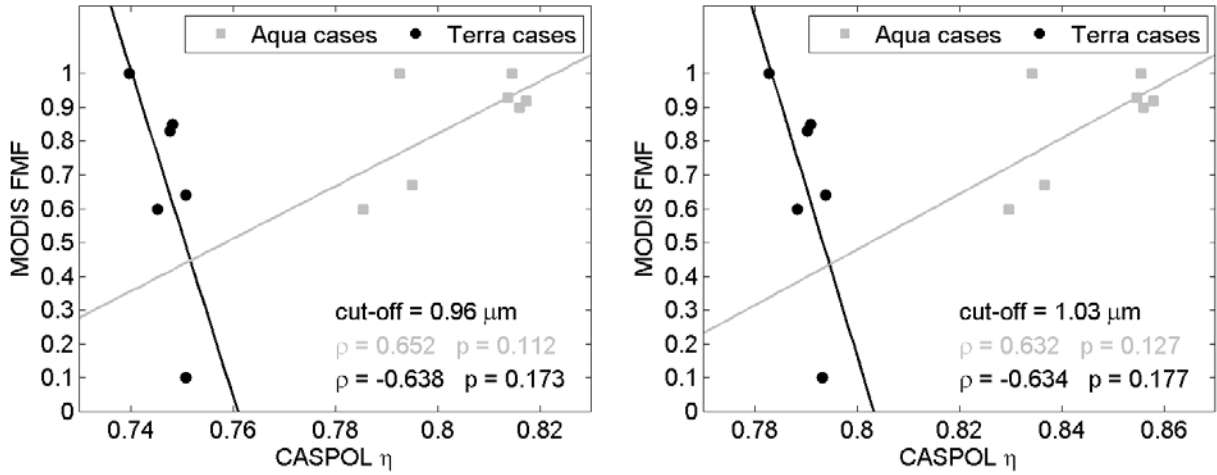 Aqua cases Terra cases
MODIS FMF
1
0.9
0.8
0.7
0.6
0.5
0.4
0.3
0.2
0.1
0
cut-off = 0.96 μm
ρ = 0.652 p = 0.112
ρ = -0.638 p = 0.173
0.74 0.76 0.78 0.8 0.82
CASPOL η
Aqua cases Terra cases
MODIS FMF
1
0.9
0.8
0.7
0.6
0.5
0.4
0.3
0.2
0.1
0
cut-off = 1.03 μm
ρ = 0.632 p = 0.127
ρ = -0.634 p = 0.177
0.78 0.8 0.82 0.84 0.86
CASPOL η